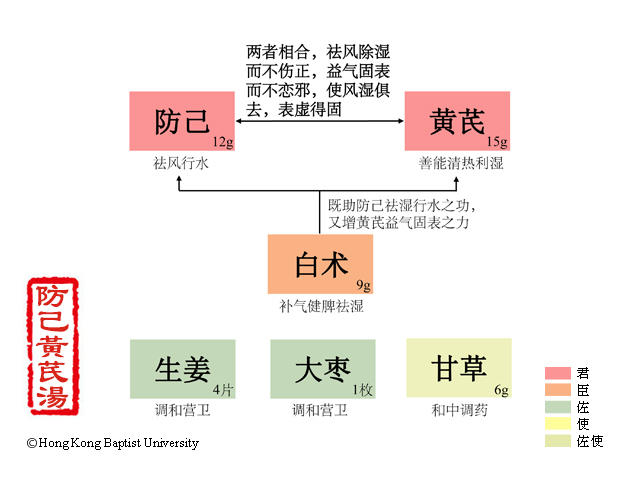 两者相合，祛风除湿
而不伤正，益气固表
而不恋邪，使风湿俱
去，表虚得固
防己
12g
祛风行水
黄芪
15g
善能清热利湿
既助防己祛湿行水之功，
又增黄芪益气固表之力
白术
9g
补气健脾祛湿
生姜
4片
调和营卫
大枣
1枚
调和营卫
甘草
6g
和中调药
防己黃芪湯
君
臣
佐
使
佐使
©Hong Kong Baptist University